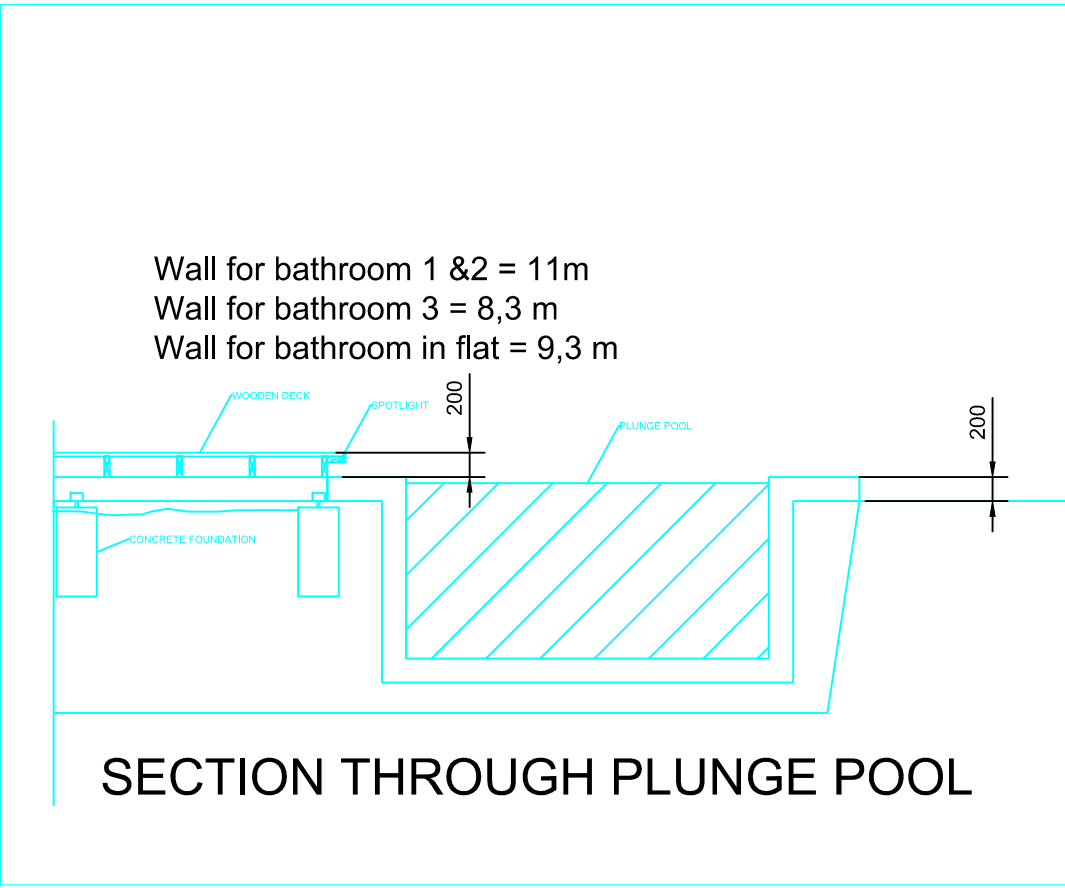 Wall for bathroom 1 &2 = 11m
Wall for bathroom 3 = 8,3 m
Wall for bathroom in flat = 9,3 m
200
WOODEN DECK
SPOTLIGHT
PLUNGE POOL
200
CONCRETE FOUNDATION
SECTION THROUGH PLUNGE POOL